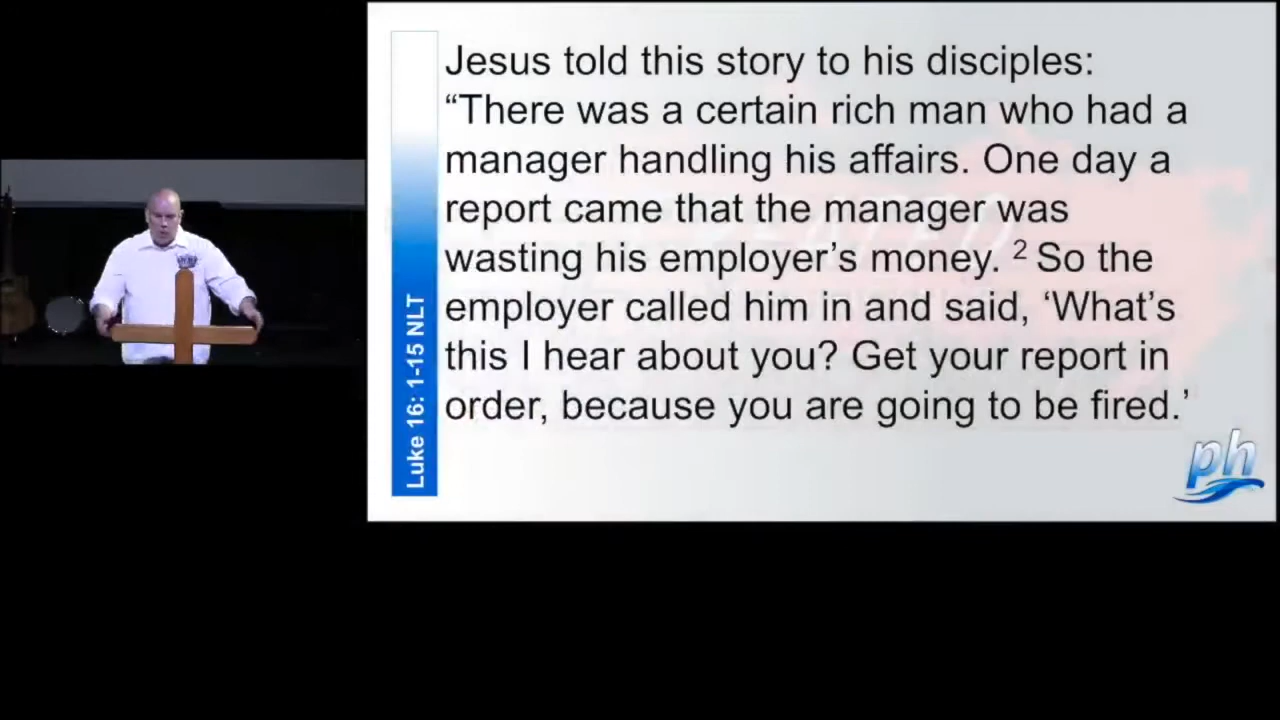 Jesus told this story to his disciples:
“There was a certain rich man who had a
manager handling his affairs. One day a
report came that the manager was
wasting his employer’s money. 2 So the
employer called him in and said, ‘What’s
this I hear about you? Get your report in
order, because you are going to be fired.’
Luke 16: 1-15 NLT
ph